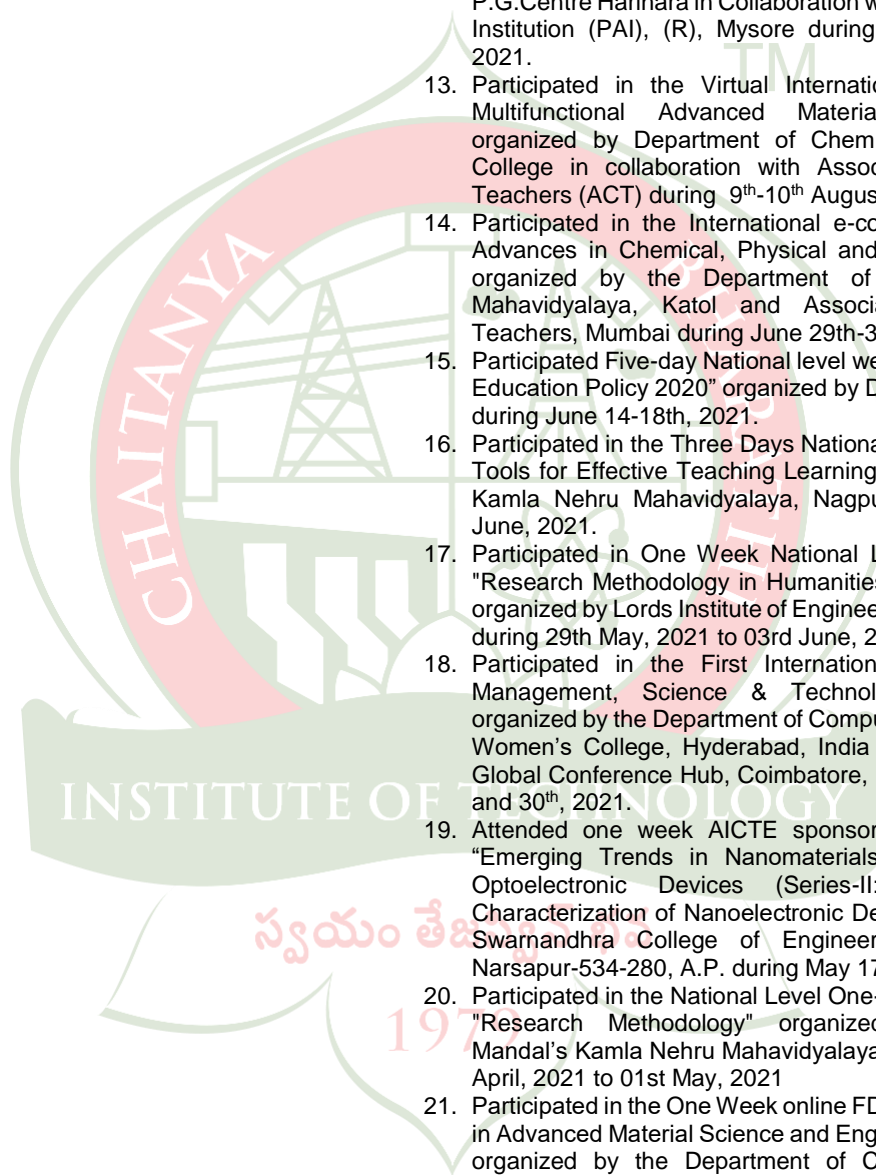 P.G.Centre Harihara in Collaboration w
Institution (PAI), (R), Mysore during
2021.
TM
13. Participated in the Virtual Internatio
Multifunctional Advanced Materia
organized by Department of Chem
College in collaboration with Assoc
Teachers (ACT) during 9th-10th Augus
14. Participated in the International e-co
Advances in Chemical, Physical and
organized by the Department of
Mahavidyalaya, Katol and Associa
Teachers, Mumbai during June 29th-3
15. Participated Five-day National level we
Education Policy 2020” organized by D
during June 14-18th, 2021.
16. Participated in the Three Days Nationa
Tools for Effective Teaching Learning
Kamla Nehru Mahavidyalaya, Nagpu
June, 2021.
17. Participated in One Week National L
"Research Methodology in Humanities
organized by Lords Institute of Enginee
during 29th May, 2021 to 03rd June, 2
18. Participated in the First Internation
Management, Science & Technol
organized by the Department of Compu
Women’s College, Hyderabad, India
Global Conference Hub, Coimbatore,
and 30th, 2021.
19. Attended one week AICTE sponsor
“Emerging Trends in Nanomaterials
Optoelectronic Devices (Series-II:
Characterization of Nanoelectronic De
Swarnandhra College of Engineer
Narsapur-534-280, A.P. during May 17
20. Participated in the National Level One-
"Research Methodology" organized
Mandal’s Kamla Nehru Mahavidyalaya
April, 2021 to 01st May, 2021
21. Participated in the One Week online FD
in Advanced Material Science and Eng
organized by the Department of C
CHAITANYA BHARATHI
INSTITUTE OF TECHNOLOGY
స్వయం తేజస్విన్ భవ
1979